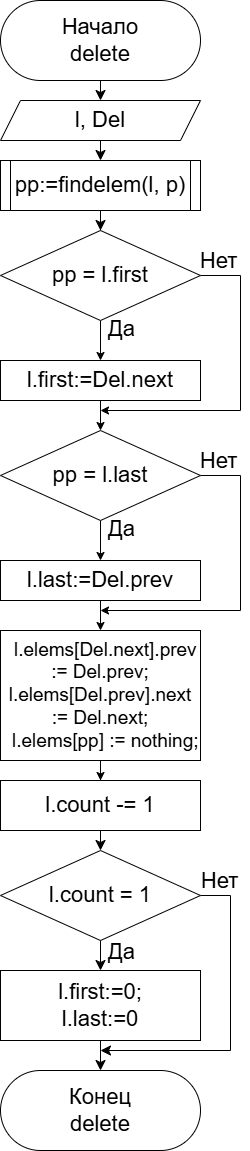 Начало
delete
l, Del
pp:=findelem(l, p)
pp = l.first
Нет
Да
l.first:=Del.next
pp = l.last
Нет
Да
l.last:=Del.prev
l.elems[Del.next].prev
:= Del.prev;
l.elems[Del.prev].next
:= Del.next;
l.elems[pp] := nothing;
l.count -= 1
l.count = 1
Нет
Да
l.first:=0;
l.last:=0
Конец
delete